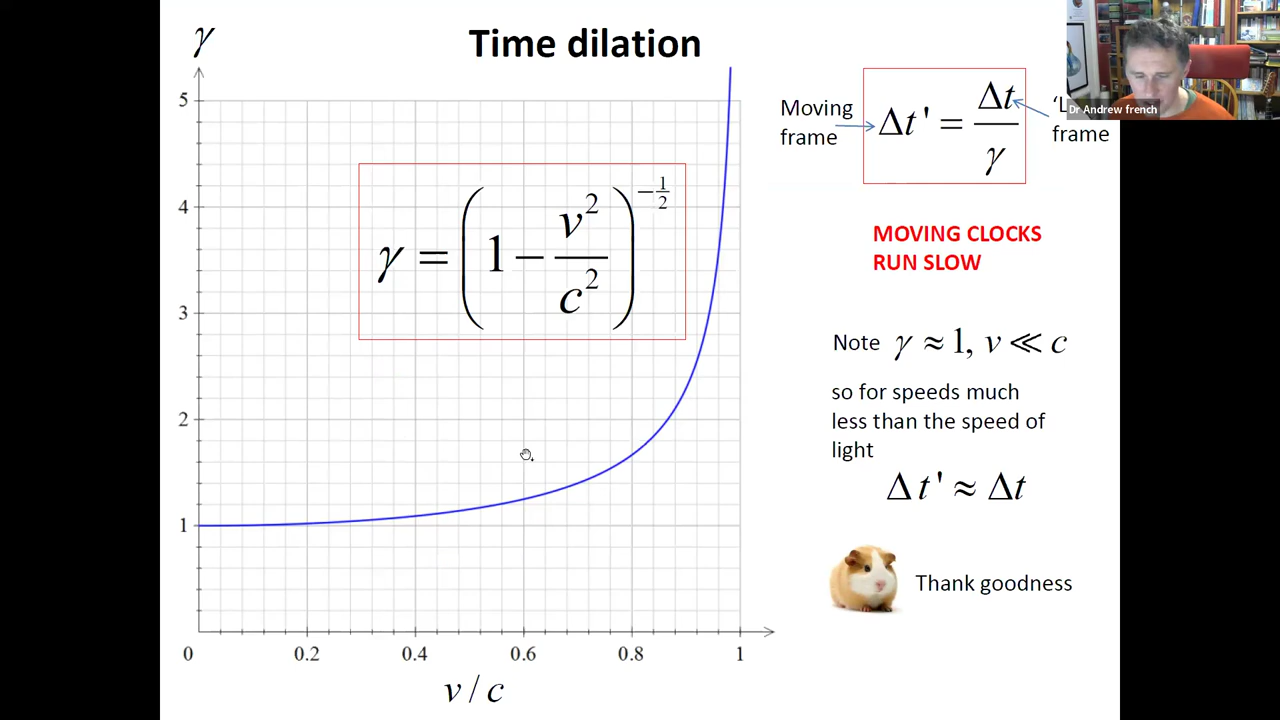 Time dilation
γ
5
4
3
2
1
0 0.2 0.4 0.6 0.8 1
v / c
γ = (1 − v²/c²)^(−1/2)
Moving
frame
Δt' = Δt/γ
frame
Dr Andrew french
MOVING CLOCKS
RUN SLOW
Note γ ≈ 1, v ≪ c
so for speeds much
less than the speed of
light
Δt' ≈ Δt
Thank goodness